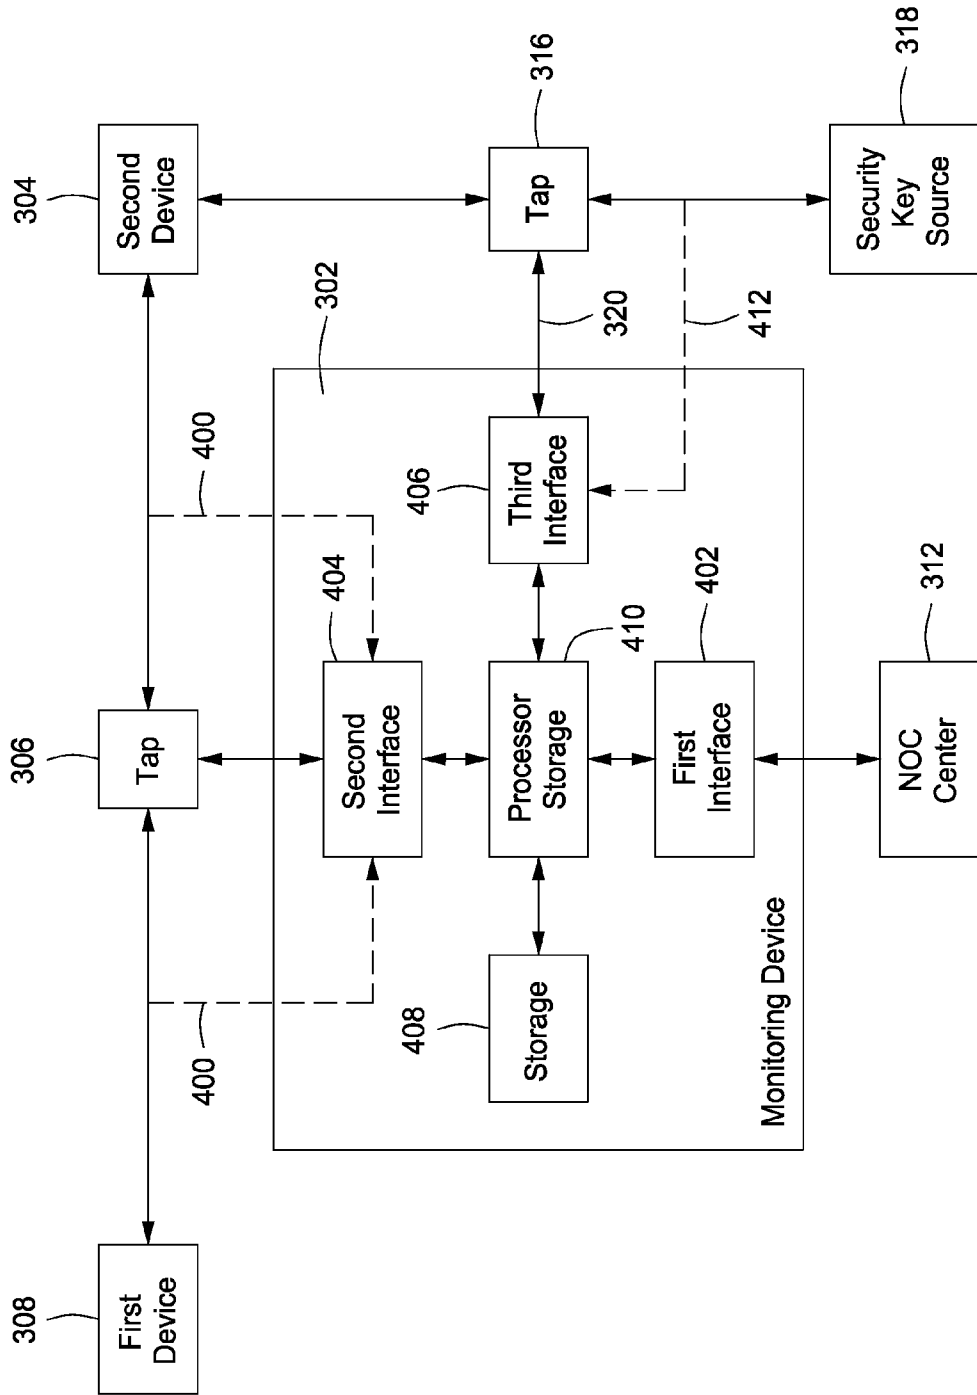 308
First
Device
400
306
Tap
400
304
Second
Device
302
404
Second
Interface
408
Storage
Processor
Storage
410
406
Third
Interface
320
Tap
316
412
First
Interface
402
Monitoring Device
NOC
Center
312
Security
Key
Source
318